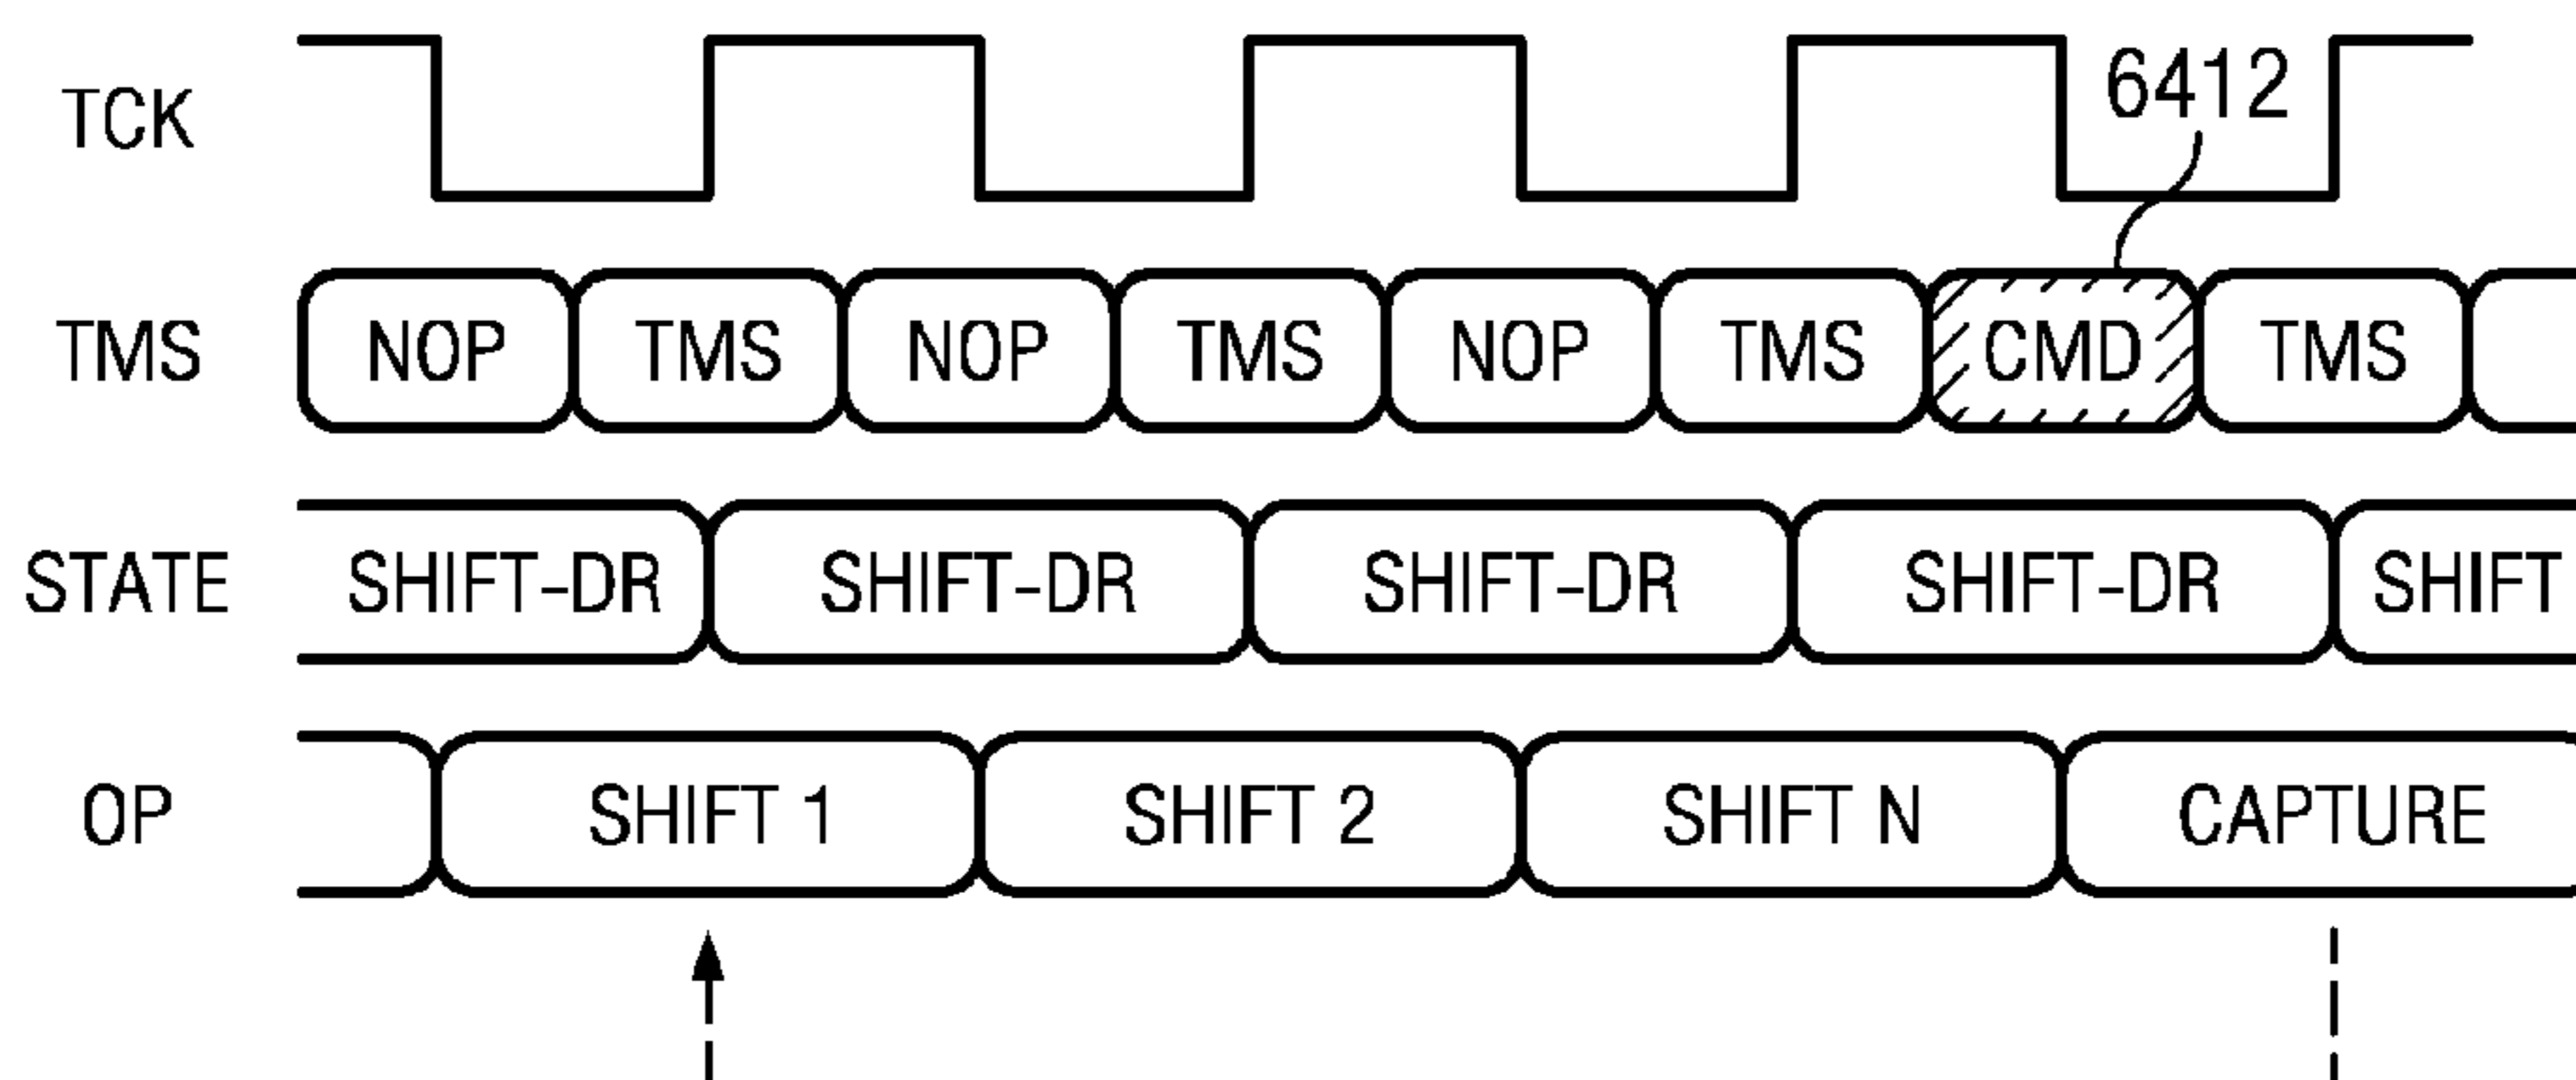 TCK 6412
TMS NOP TMS NOP TMS NOP TMS CMD TMS
STATE SHIFT-DR SHIFT-DR SHIFT-DR SHIFT-DR SHIFT
OP SHIFT 1 SHIFT 2 SHIFT N CAPTURE